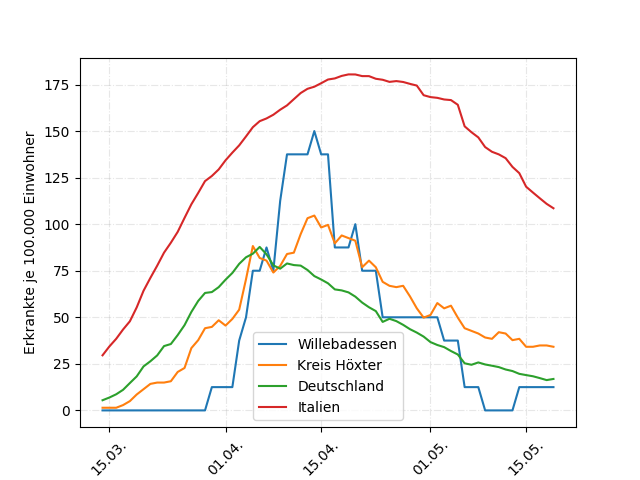 Erkrankte je 100.000 Einwohner
175
150
125
100
75
50
25
0
Willebadessen
Kreis Höxter
Deutschland
Italien
15.03.
01.04.
15.04.
01.05.
15.05.